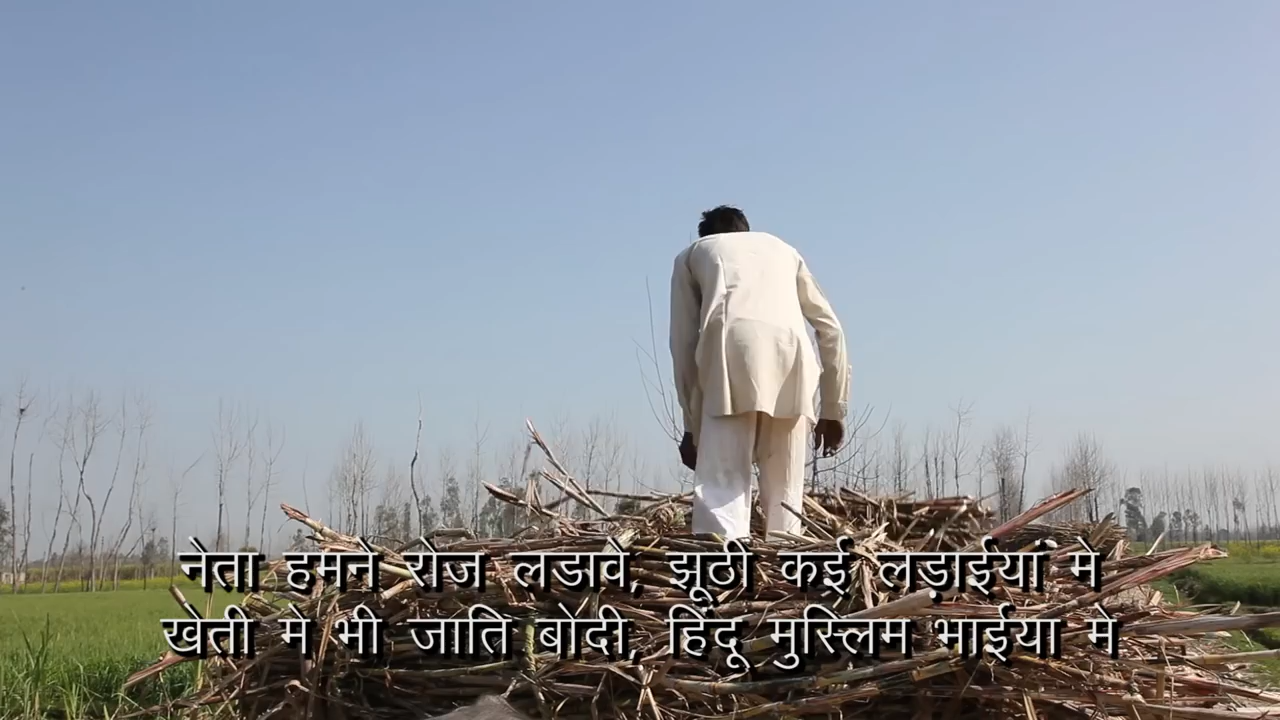 नेता हमने रोज लडावे, झूठी कई लड़ाईयां मे
खेती मे भी जाति बोदी, हिंदू मुस्लिम भाईया मे